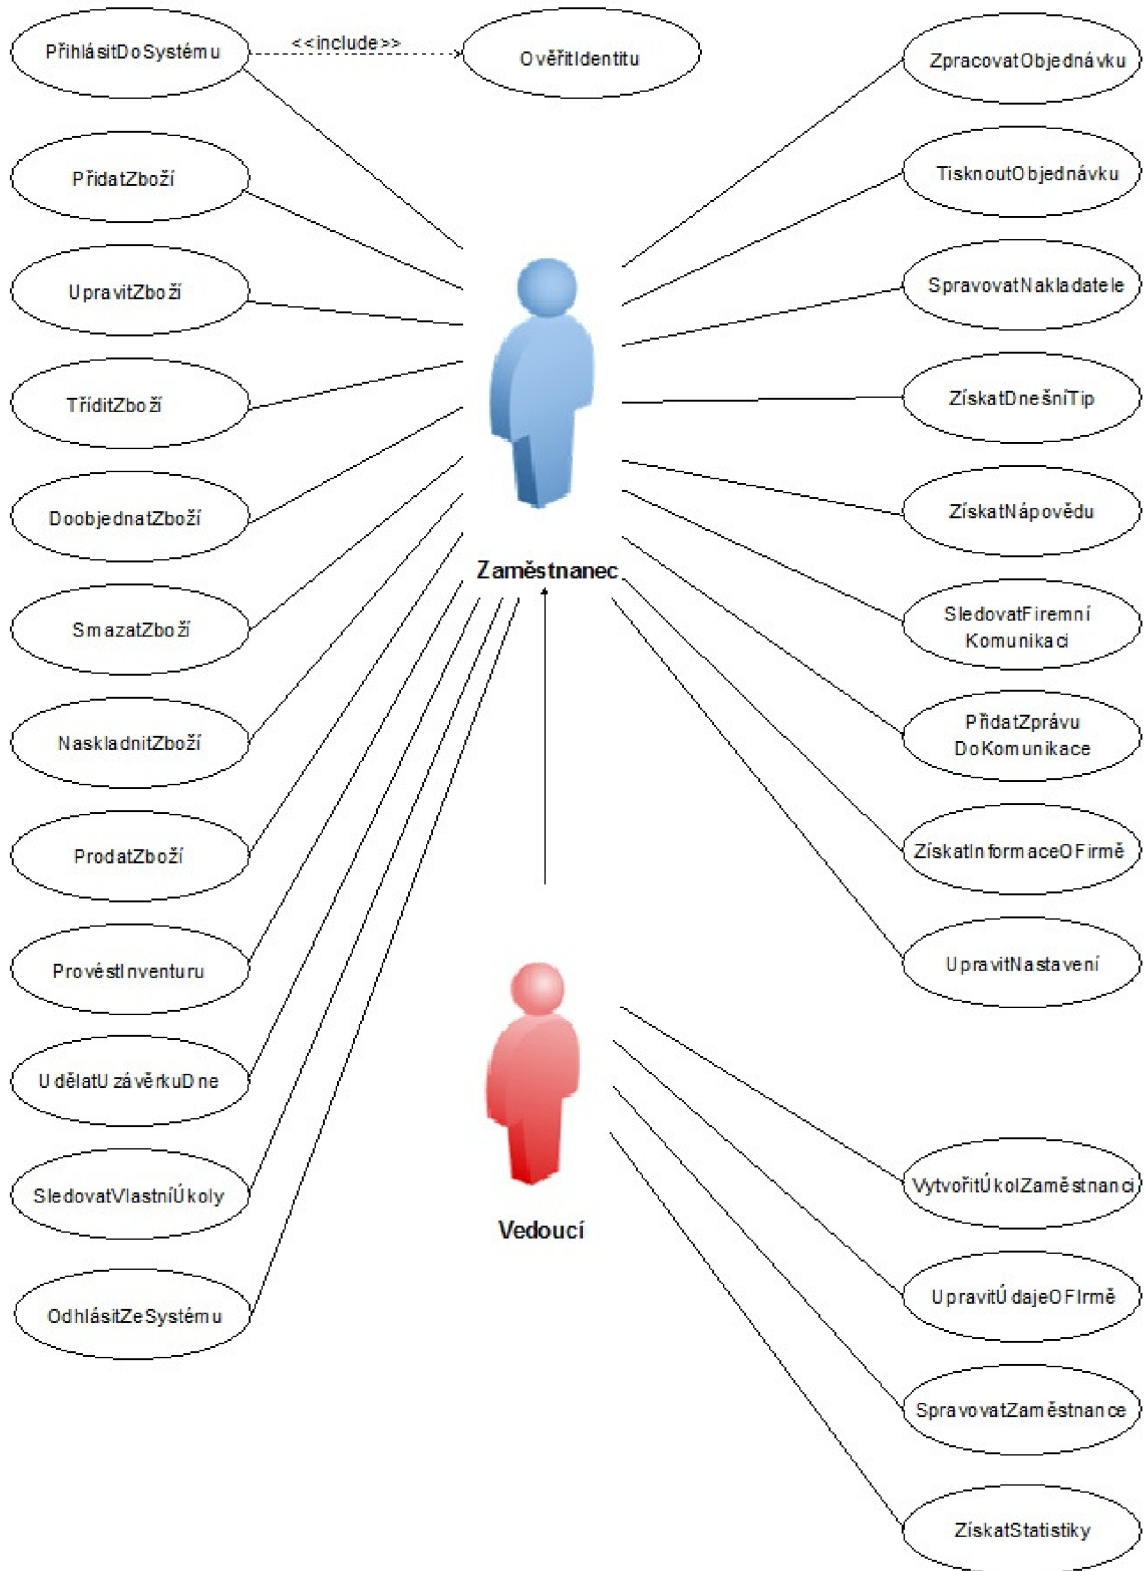 PřihlásitDoSystému
<<include>>
OvěřitIdentitu
PřidatZboží
UpravitZboží
TříditZboží
DoobjednatZboží
SmazatZboží
NaskladnitZboží
ProdatZboží
ProvéstInventuru
UdělatUzávěrkuDne
SledovatVlastníÚkoly
OdhlásitZeSystému
Zaměstnanec
Vedoucí
ZpracovatObjednávku
TisknoutObjednávku
SpravovatNakladatele
ZískatDnešníTip
ZískatNápovědu
SledovatFiremní
Komunikaci
PřidatZprávu
DoKomunikace
ZískatInformaceOFirmě
UpravitNastavení
VytvořitÚkolZaměstnanci
UpravitÚdajeOFIrmě
SpravovatZaměstnance
ZískatStatistiky